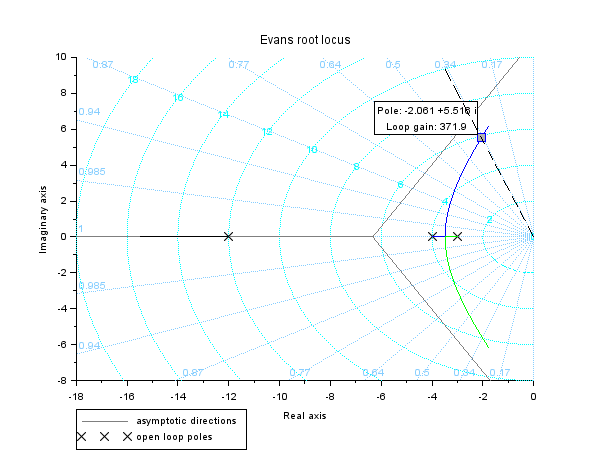 Evans root locus
10
0.87 0.77 0.64 0.5 0.34 0.17
18
8
16
0.94
Pole: -2.061 +5.516 i
14
Loop gain: 371.9
6
12
10
4
8
0.985
6
2
4
2
1
0
Imaginary axis
-2
0.985
-4
0.94
-6
0.87 0.77 0.64 0.5 0.34 0.17
-8
-18 -16 -14 -12 -10 -8 -6 -4 -2 0
Real axis
asymptotic directions
open loop poles